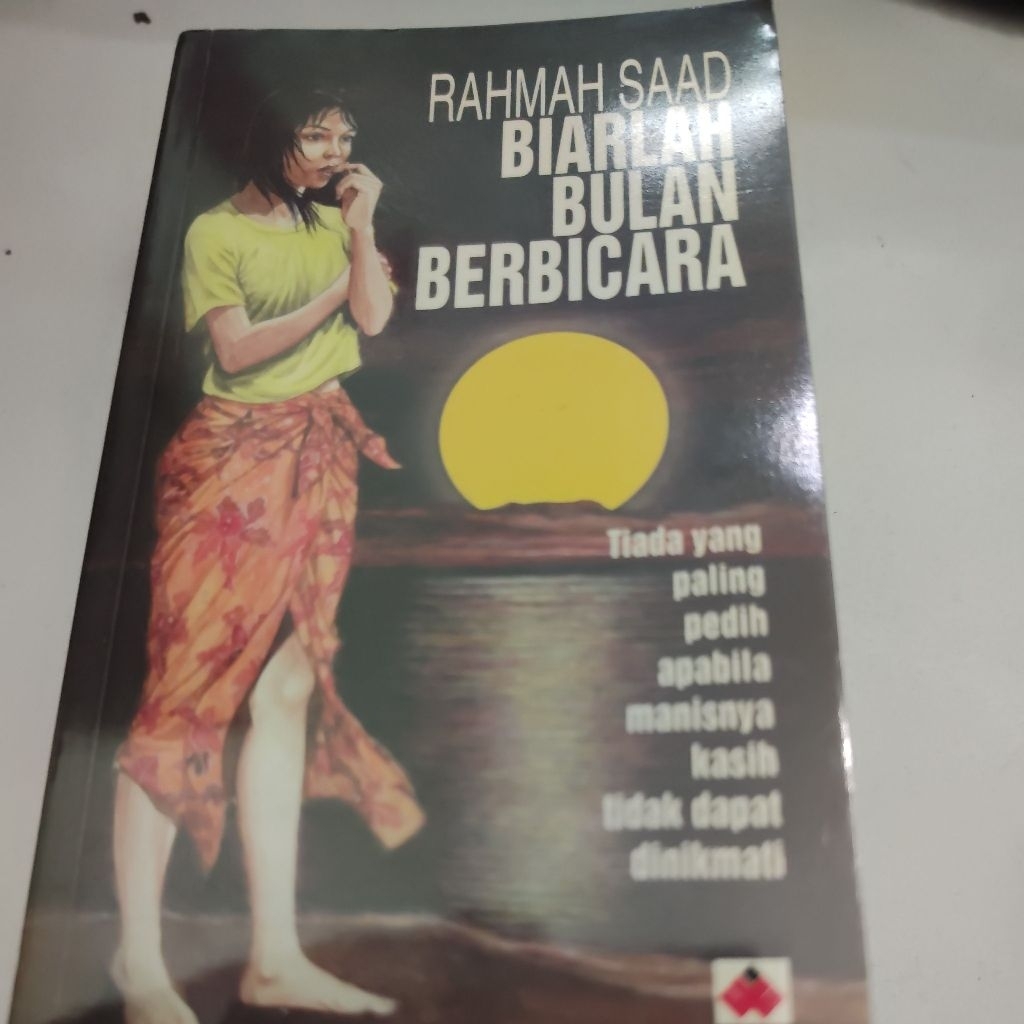 RAHMAH SAAD
BIARLAH
BULAN
BERBICARA
Tiada yang
paling
pedih
apabila
manisnya
kasih
tidak dapat
dinikmati